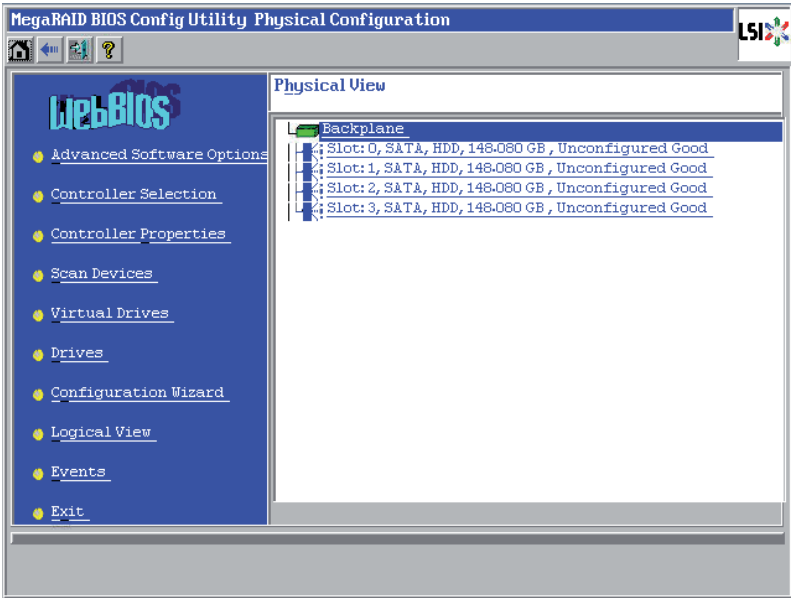 MegaRAID BIOS Config Utility Physical Configuration
LSI
?
WebBIOS
Physical View
Backplane
Slot: 0, SATA, HDD, 148.080 GB, Unconfigured Good
Slot: 1, SATA, HDD, 148.080 GB, Unconfigured Good
Slot: 2, SATA, HDD, 148.080 GB, Unconfigured Good
Slot: 3, SATA, HDD, 148.080 GB, Unconfigured Good
Advanced Software Options
Controller Selection
Controller Properties
Scan Devices
Virtual Drives
Drives
Configuration Wizard
Logical View
Events
Exit